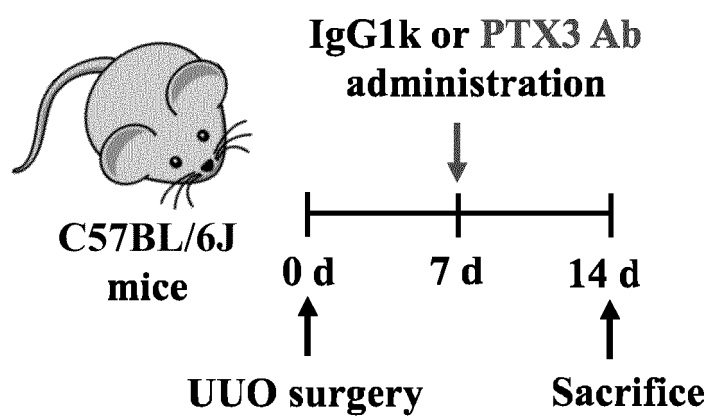 IgG1k or PTX3 Ab
administration
C57BL/6J
mice
0 d
7 d
14 d
UUO surgery
Sacrifice